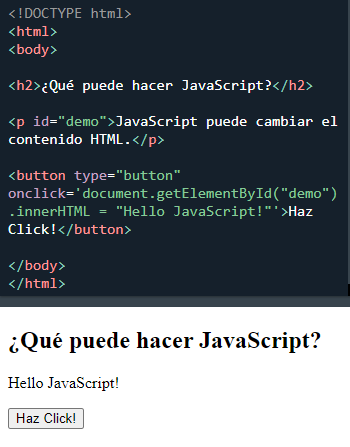 <!DOCTYPE html>
<html>
<body>
<h2>¿Qué puede hacer JavaScript?</h2>
<p id="demo">JavaScript puede cambiar el
contenido HTML.</p>
<button type="button"
onclick='document.getElementById("demo")
.innerHTML = "Hello JavaScript!"'>Haz
Click!</button>
</body>
</html>
¿Qué puede hacer JavaScript?
Hello JavaScript!
Haz Click!